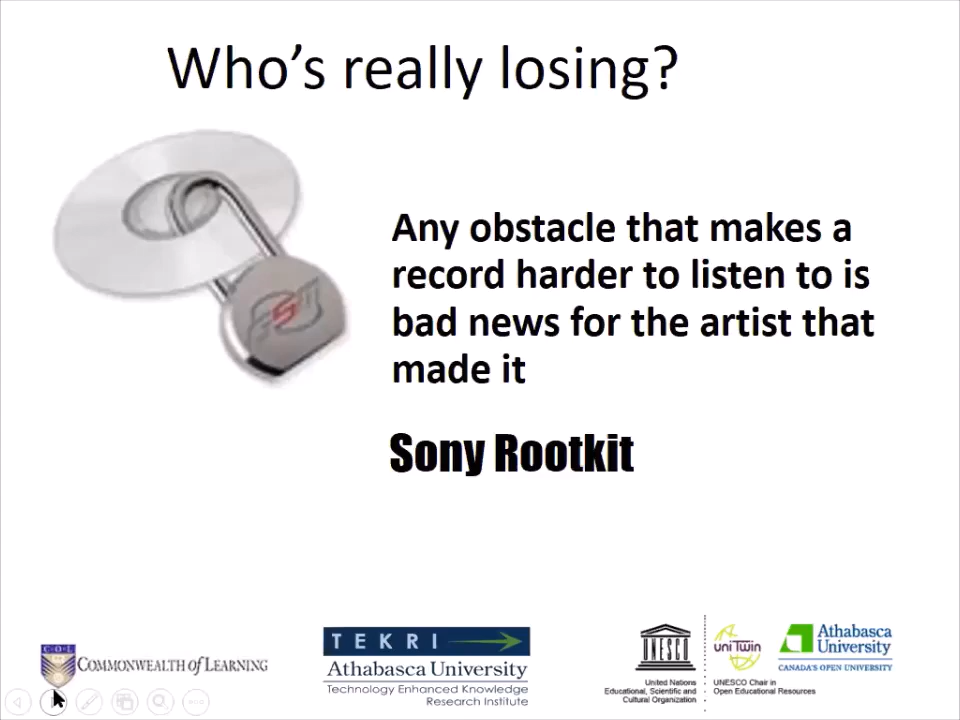 Who's really losing?
Any obstacle that makes a
record harder to listen to is
bad news for the artist that
made it
Sony Rootkit
C·O·L
COMMONWEALTH of LEARNING
TEKRI
Athabasca University
Technology Enhanced Knowledge
Research Institute
UNESCO
United Nations
Educational, Scientific and
Cultural Organization
uniTwin
UNESCO Chair in
Open Educational Resources
Athabasca
University
CANADA'S OPEN UNIVERSITY